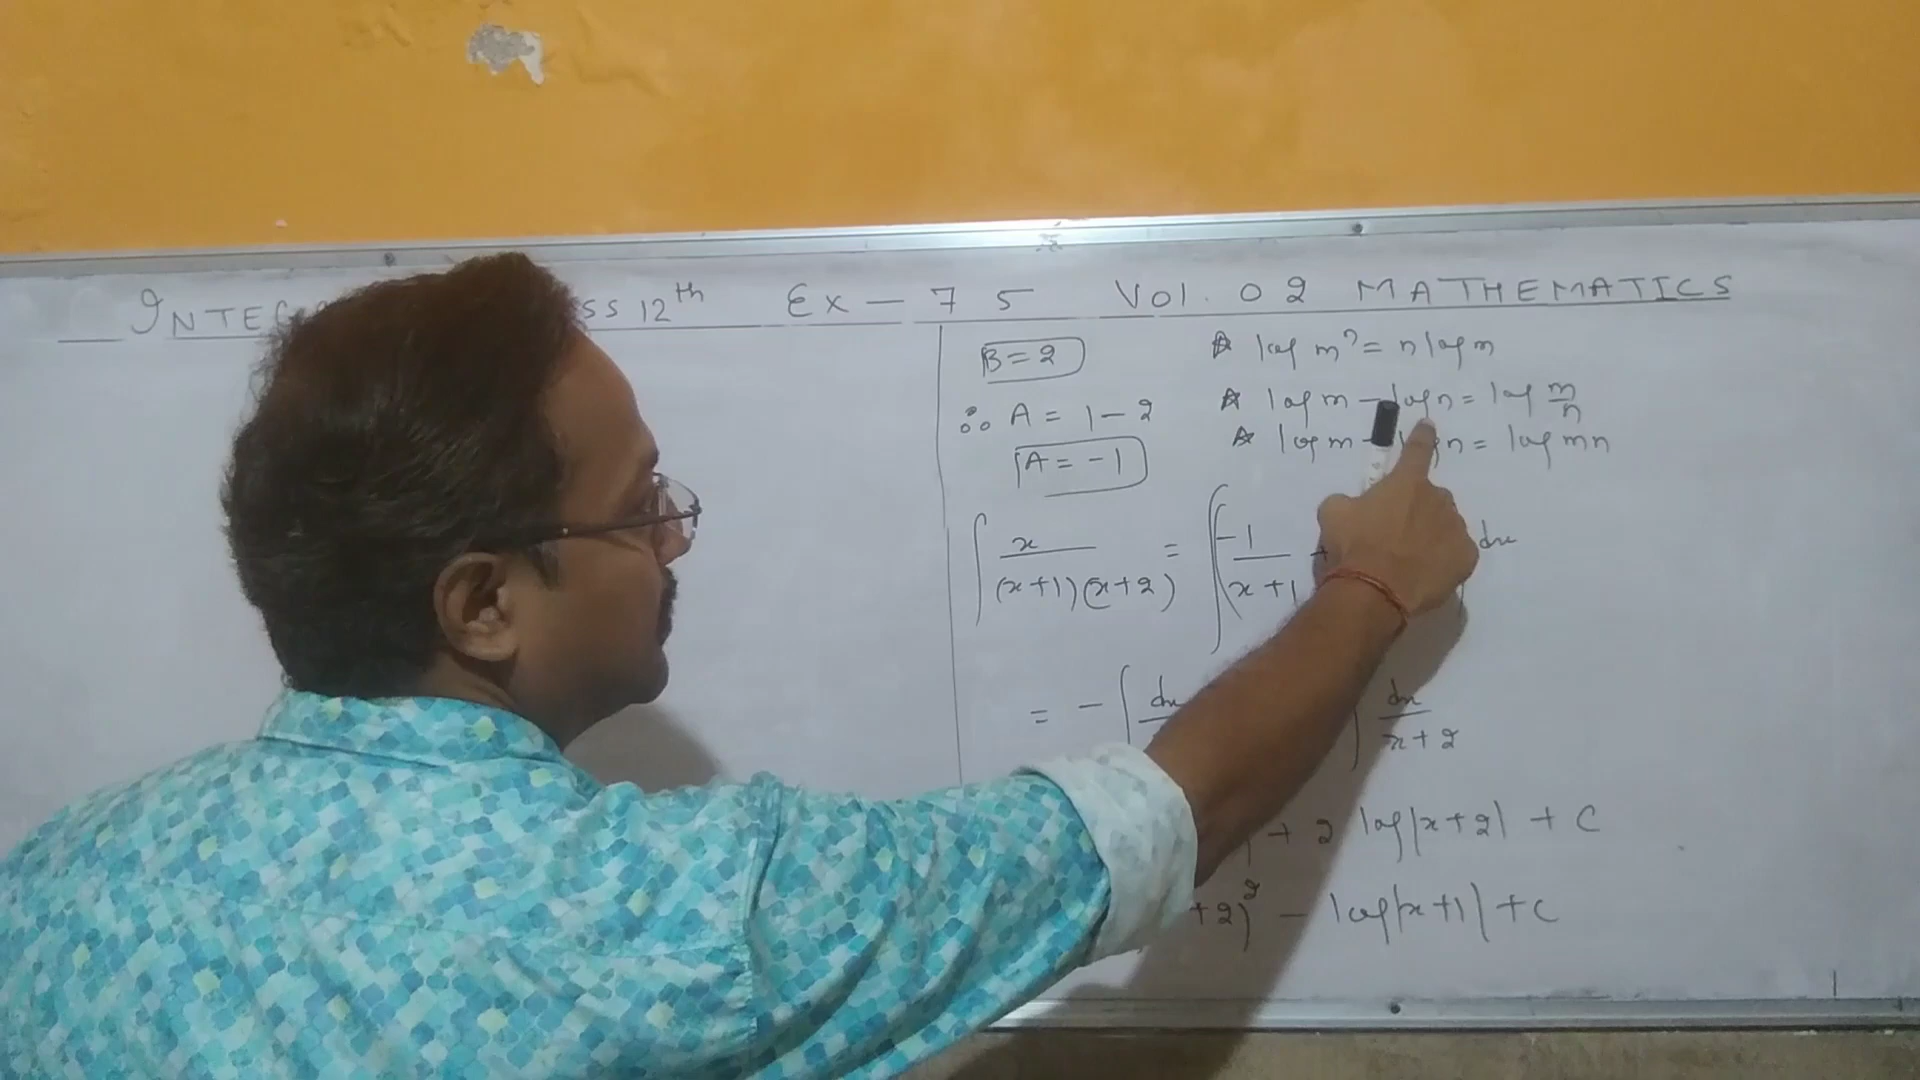 INTEG ss 12th Ex - 7 5 Vol. 02 MATHEMATICS
B = 2
∴ A = 1 - 2
A = -1
☆ log m^n = n log m
☆ log m - log n = log m/n
☆ log m - log n = log mn
∫ x/(x+1)(x+2) = ∫ (-1/x+1 + dx
= - ∫ dx ∫ dx/x+2
+ 2 log|x+2| + C
+2)^2 - log|x+1| + C